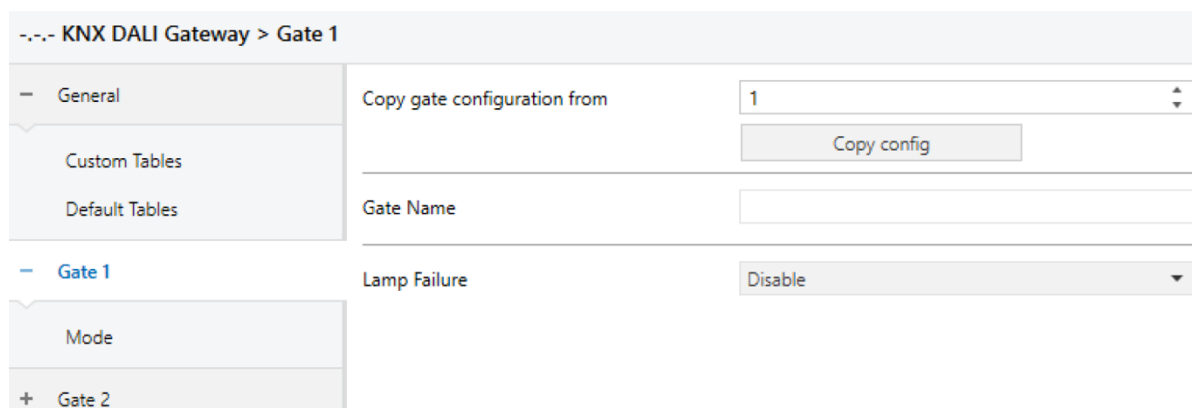 -.-.- KNX DALI Gateway > Gate 1
− General
Custom Tables
Default Tables
− Gate 1
Mode
+ Gate 2
Copy gate configuration from 1
Copy config
Gate Name
Lamp Failure Disable